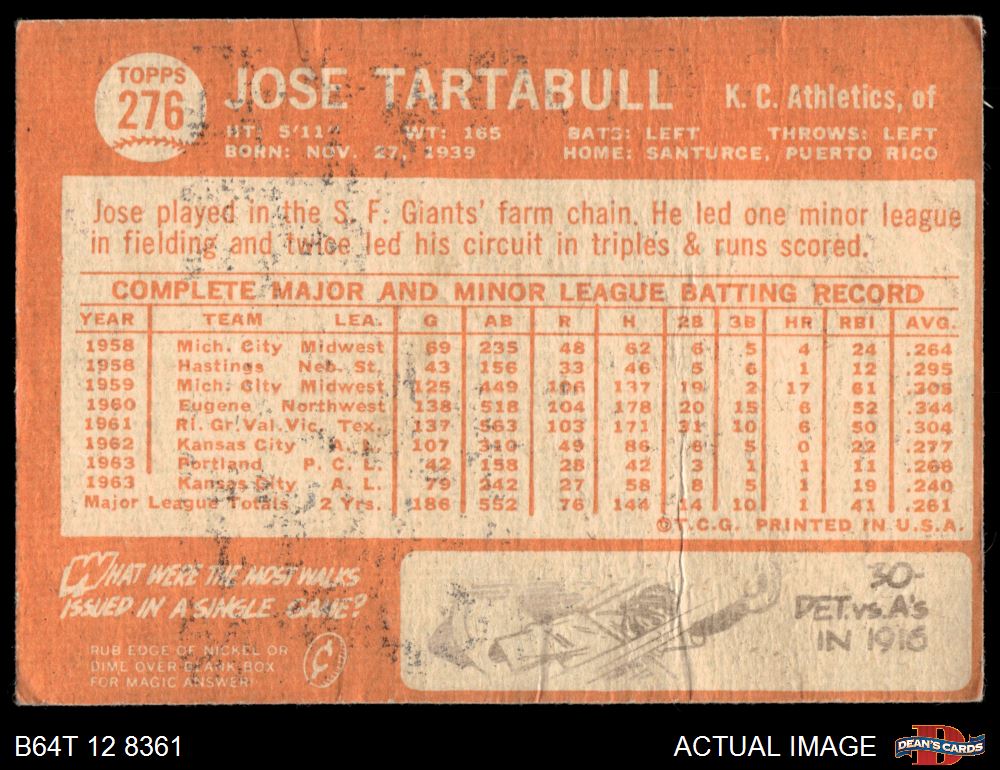 TOPPS
276
JOSE TARTABULL
K. C. Athletics, of
HT: 5'11" WT: 165 BATS: LEFT THROWS: LEFT
BORN: NOV. 27, 1939 HOME: SANTURCE, PUERTO RICO
Jose played in the S. F. Giants' farm chain. He led one minor league
in fielding and twice led his circuit in triples & runs scored.
COMPLETE MAJOR AND MINOR LEAGUE BATTING RECORD
YEAR TEAM LEA. G AB R H 2B 3B HR RBI AVG.
1958 Mich. City Midwest 69 235 48 62 6 5 4 24 .264
1958 Hastings Neb. St. 43 156 33 46 5 6 1 12 .295
1959 Mich. City Midwest 125 449 106 137 19 2 17 61 .305
1960 Eugene Northwest 138 518 104 178 20 15 6 52 .344
1961 Ri. Gr. Val. Vic. Tex. 137 563 103 171 31 10 6 50 .304
1962 Kansas City A. L. 107 310 49 86 6 5 0 22 .277
1963 Portland P. C. L. 42 158 28 42 3 1 1 11 .266
1963 Kansas City A. L. 79 242 27 58 8 5 1 19 .240
Major League Totals 2 Yrs. 186 552 76 144 14 10 1 41 .261
©T.C.G. PRINTED IN U.S.A.
WHAT WERE THE MOST WALKS
ISSUED IN A SINGLE GAME?
RUB EDGE OF NICKEL OR
DIME OVER BLANK BOX
FOR MAGIC ANSWER!
¢
30-
DET. vs. A's
IN 1916
B64T 12 8361
ACTUAL IMAGE
D
DEAN'S CARDS